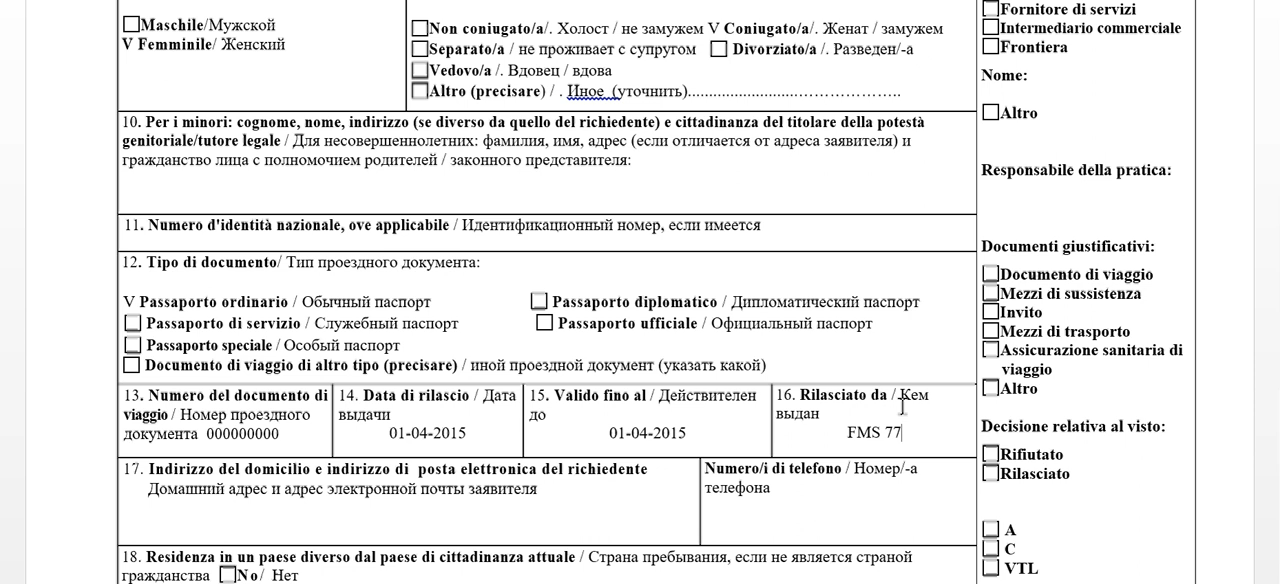 ☐Maschile/Мужской
V Femminile/ Женский
☐Non coniugato/a/. Холост / не замужем V Coniugato/a/. Женат / замужем
☐Separato/a / не проживает с супругом ☐ Divorziato/a /. Разведен/-а
☐Vedovo/a /. Вдовец / вдова
☐Altro (precisare) / . Иное (уточнить)..........................…………………..
10. Per i minori: cognome, nome, indirizzo (se diverso da quello del richiedente) e cittadinanza del titolare della potestà
genitoriale/tutore legale / Для несовершеннолетних: фамилия, имя, адрес (если отличается от адреса заявителя) и
гражданство лица с полномочием родителей / законного представителя:
11. Numero d'identità nazionale, ove applicabile / Идентификационный номер, если имеется
12. Tipo di documento/ Тип проездного документа:
V Passaporto ordinario / Обычный паспорт ☐ Passaporto diplomatico / Дипломатический паспорт
☐ Passaporto di servizio / Служебный паспорт ☐ Passaporto ufficiale / Официальный паспорт
☐ Passaporto speciale / Особый паспорт
☐ Documento di viaggio di altro tipo (precisare) / иной проездной документ (указать какой)
13. Numero del documento di
viaggio / Номер проездного
документа 000000000
14. Data di rilascio / Дата
выдачи
01-04-2015
15. Valido fino al / Действителен
до
01-04-2015
16. Rilasciato da / Кем
выдан
FMS 77
17. Indirizzo del domicilio e indirizzo di posta elettronica del richiedente
Домашний адрес и адрес электронной почты заявителя
Numero/i di telefono / Номер/-а
телефона
18. Residenza in un paese diverso dal paese di cittadinanza attuale / Страна пребывания, если не является страной
гражданства ☐No/ Нет
☐Fornitore di servizi
☐Intermediario commerciale
☐Frontiera
Nome:
☐Altro
Responsabile della pratica:
Documenti giustificativi:
☐Documento di viaggio
☐Mezzi di sussistenza
☐Invito
☐Mezzi di trasporto
☐Assicurazione sanitaria di
viaggio
☐Altro
Decisione relativa al visto:
☐Rifiutato
☐Rilasciato
☐ A
☐ C
☐ VTL